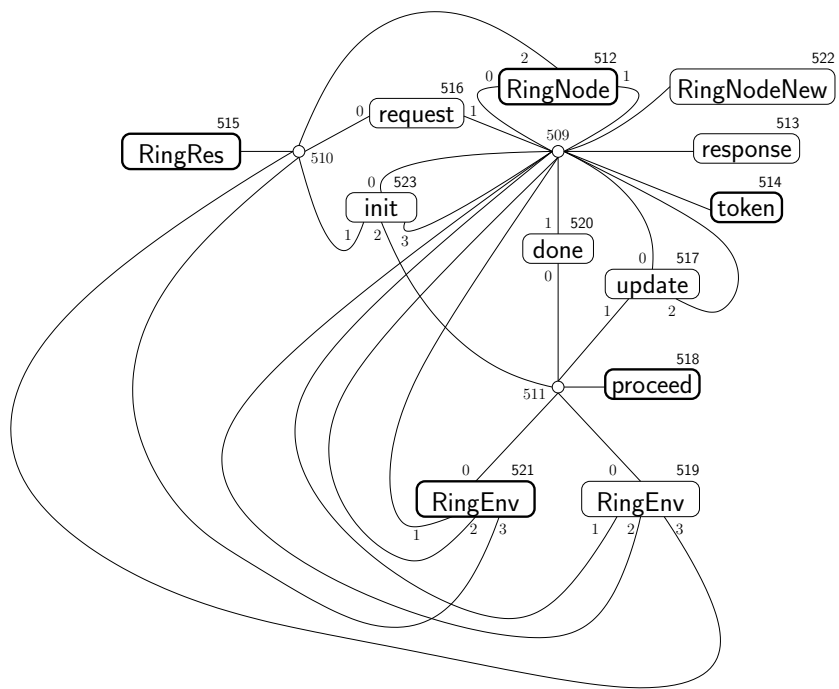 2 512 522
0 RingNode 1 RingNodeNew
516
0 request 1
515 509 513
RingRes 510 response
0 523 514
init token
1 2 3 1 520
done 0 517
0 update
1 2
518
511 proceed
0 521 0 519
RingEnv RingEnv
1 2 3 1 2 3